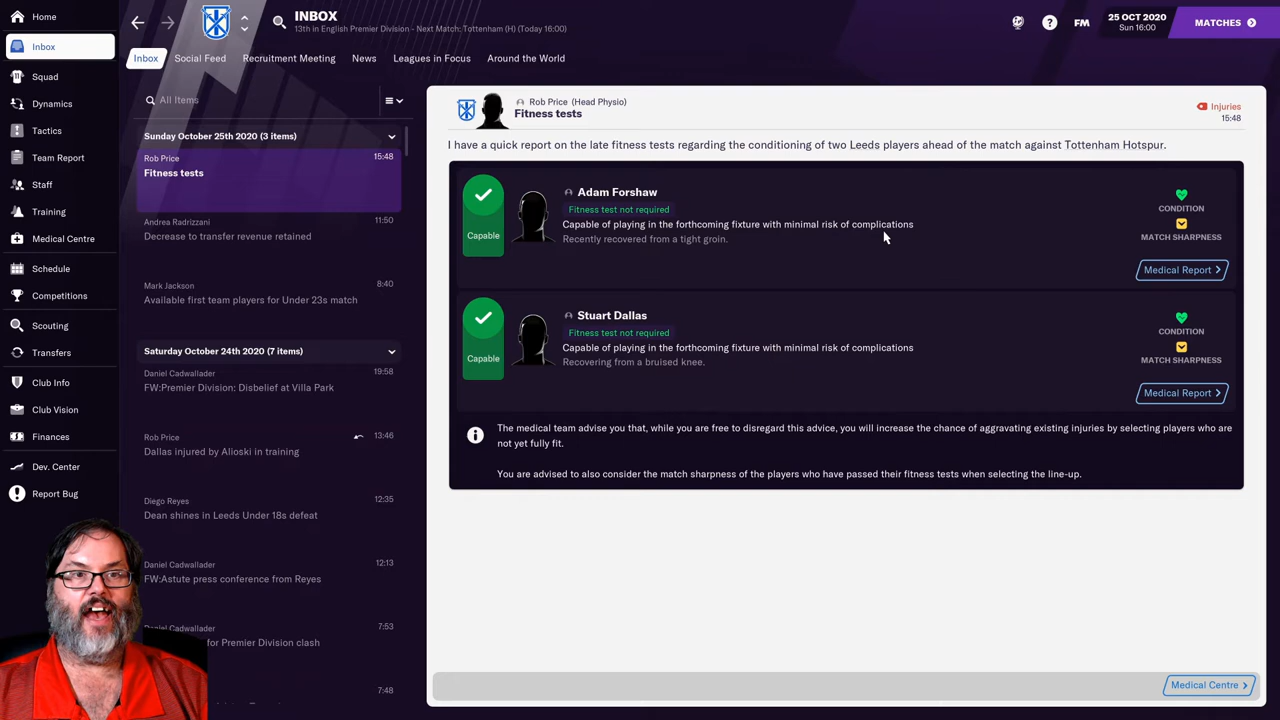 Home
Inbox
Squad
Dynamics
Tactics
Team Report
Staff
Training
Medical Centre
Schedule
Competitions
Scouting
Transfers
Club Info
Club Vision
Finances
Dev. Center
Report Bug
INBOX
13th in English Premier Division - Next Match: Tottenham (H) (Today 16:00)
FM
25 OCT 2020
Sun 16:00
MATCHES
Inbox
Social Feed
Recruitment Meeting
News
Leagues in Focus
Around the World
All Items
Sunday October 25th 2020 (3 items)
Rob Price
15:48
Fitness tests
Andrea Radrizzani
11:50
Decrease to transfer revenue retained
Mark Jackson
8:40
Available first team players for Under 23s match
Saturday October 24th 2020 (7 items)
Daniel Cadwallader
19:58
FW:Premier Division: Disbelief at Villa Park
Rob Price
13:46
Dallas injured by Alioski in training
Diego Reyes
12:35
Dean shines in Leeds Under 18s defeat
Daniel Cadwallader
12:13
FW:Astute press conference from Reyes
Daniel Cadwallader
7:53
for Premier Division clash
7:48
Rob Price (Head Physio)
Fitness tests
Injuries
15:48
I have a quick report on the late fitness tests regarding the conditioning of two Leeds players ahead of the match against Tottenham Hotspur.
Capable
Adam Forshaw
Fitness test not required
Capable of playing in the forthcoming fixture with minimal risk of complications
Recently recovered from a tight groin.
CONDITION
MATCH SHARPNESS
Medical Report
Capable
Stuart Dallas
Fitness test not required
Capable of playing in the forthcoming fixture with minimal risk of complications
Recovering from a bruised knee.
CONDITION
MATCH SHARPNESS
Medical Report
The medical team advise you that, while you are free to disregard this advice, you will increase the chance of aggravating existing injuries by selecting players who are
not yet fully fit.
You are advised to also consider the match sharpness of the players who have passed their fitness tests when selecting the line-up.
Medical Centre